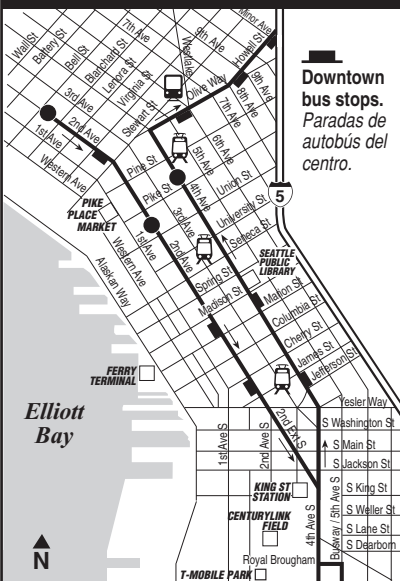 Wall St
Battery St
Bell St
Blanchard St
Lenora St
Virginia St
Stewart St
7th Ave
Westlake
9th Ave
Minor Ave
Howell St
Olive Way
9th Ave
8th Ave
7th Ave
6th Ave
5th Ave
4th Ave
3rd Ave
2nd Ave
1st Ave
Western Ave
Pine St
Pike St
Union St
University St
Seneca St
5
PIKE
PLACE
MARKET
3rd Ave
2nd Ave
1st Ave
Western Ave
Alaskan Way
Spring St
Madison St
SEATTLE
PUBLIC
LIBRARY
Marion St
Columbia St
Cherry St
James St
Jefferson St
Yesler Way
FERRY
TERMINAL
Elliott
Bay
S Washington St
S Main St
S Jackson St
S King St
S Weller St
S Lane St
S Dearborn
1st Ave S
2nd Ave S
2nd Ext S
4th Ave S
Busway / 5th Ave S
KING ST
STATION
CENTURYLINK
FIELD
Royal Brougham
T-MOBILE PARK
N
Downtown
bus stops.
Paradas de
autobús del
centro.